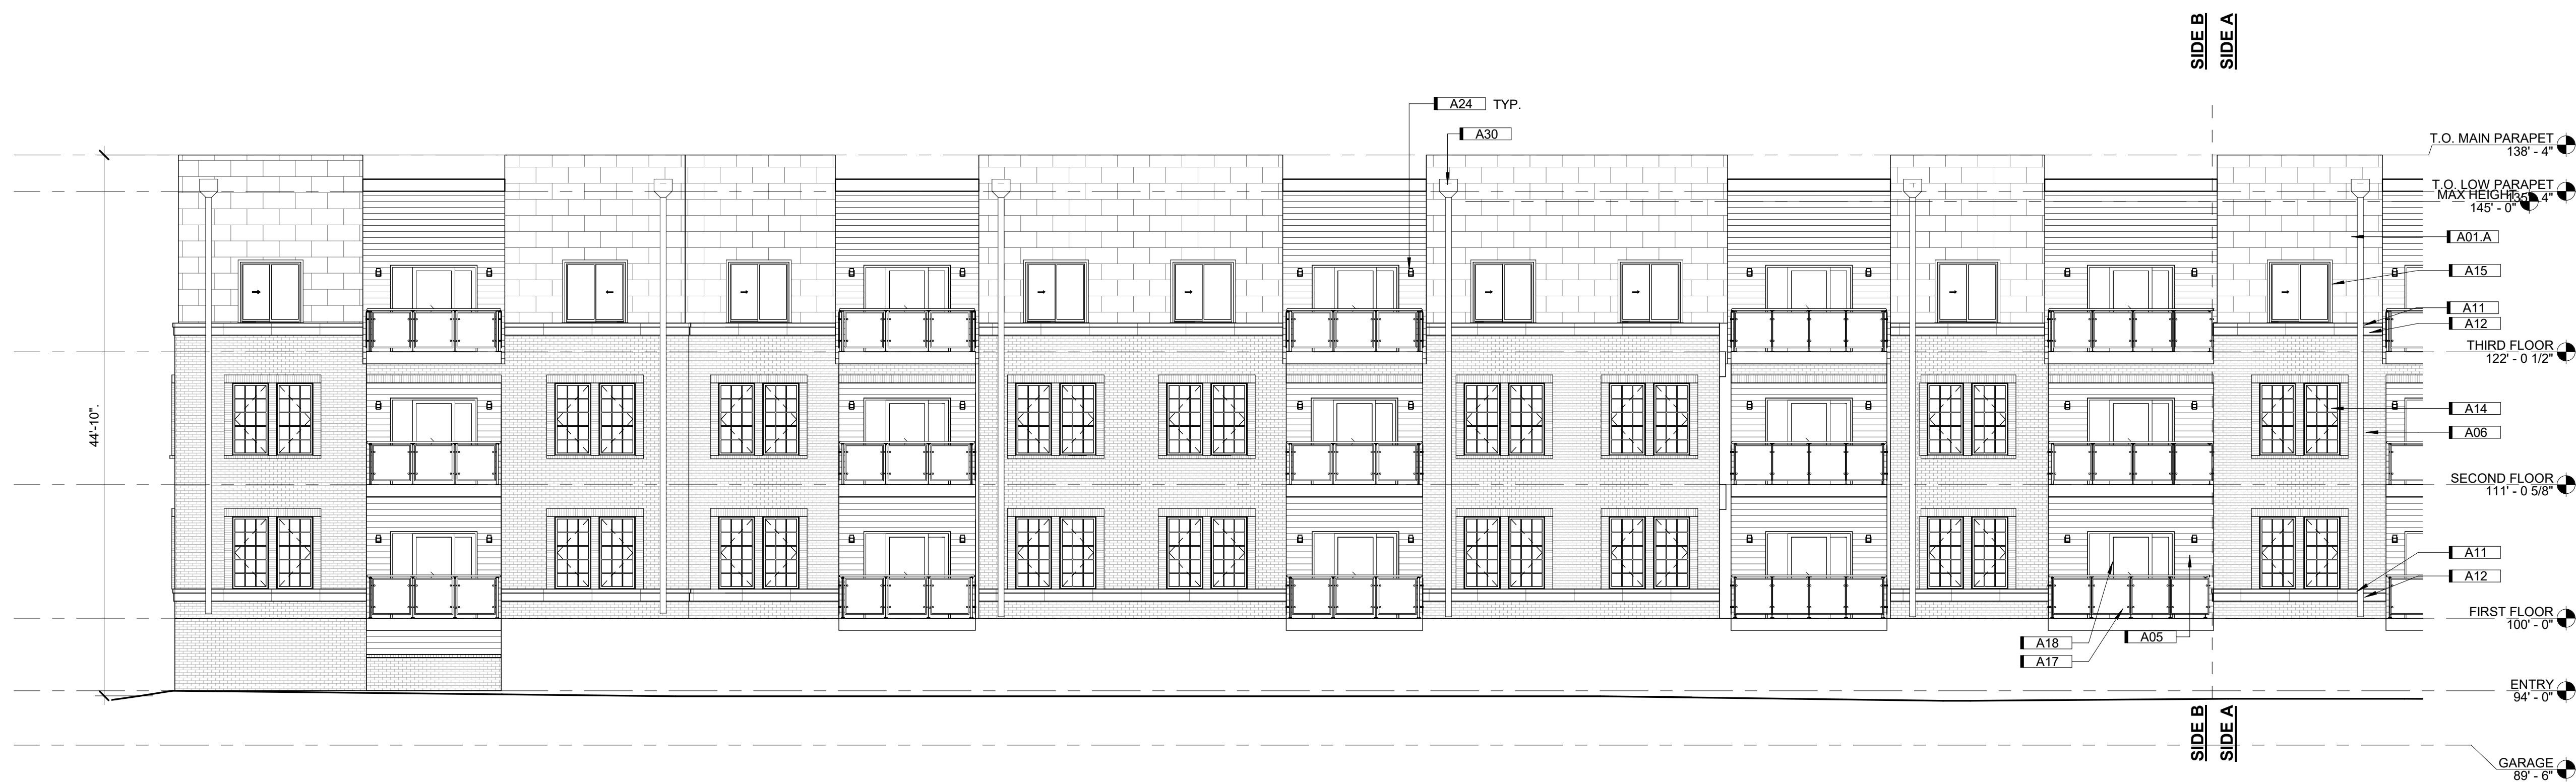 SIDE B
SIDE A
A24 TYP.
A30
T.O. MAIN PARAPET
138' - 4"
T.O. LOW PARAPET
135' - 4"
MAX HEIGHT
145' - 0"
A01.A
A15
A11
A12
THIRD FLOOR
122' - 0 1/2"
44'-10".
A14
A06
SECOND FLOOR
111' - 0 5/8"
A11
A12
FIRST FLOOR
100' - 0"
A18
A05
A17
ENTRY
94' - 0"
SIDE B
SIDE A
GARAGE
89' - 6"